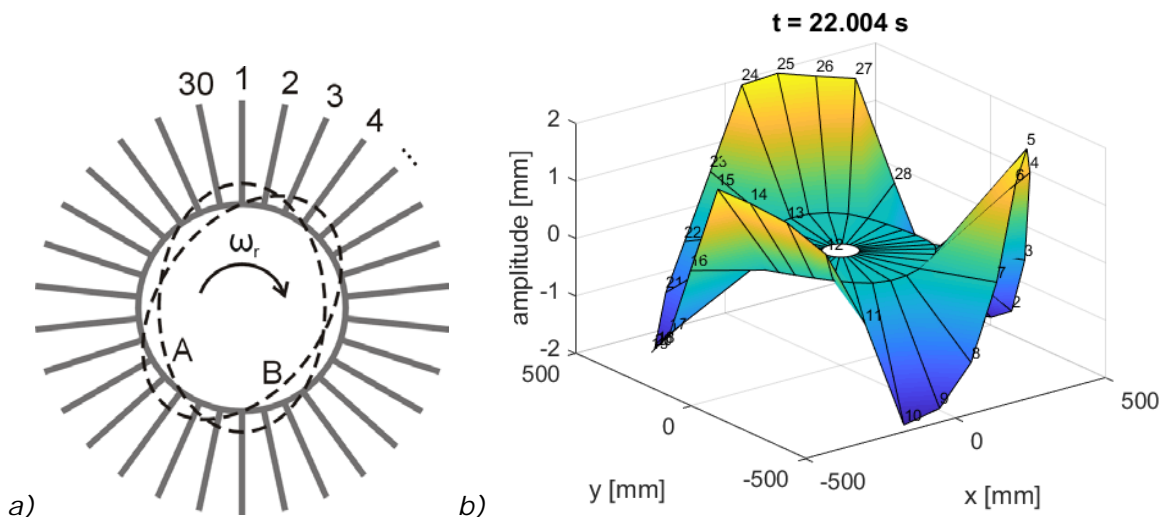 30 1 2 3 4 ...
ωr
A
B
a)
t = 22.004 s
amplitude [mm]
2
1
0
-1
-2
500
0
-500
y [mm]
-500
0
500
x [mm]
24 25 26 27
5
4
6
23
15
14
28
13
12
22
16
3
7
21
11
2
17
8
9
10
b)